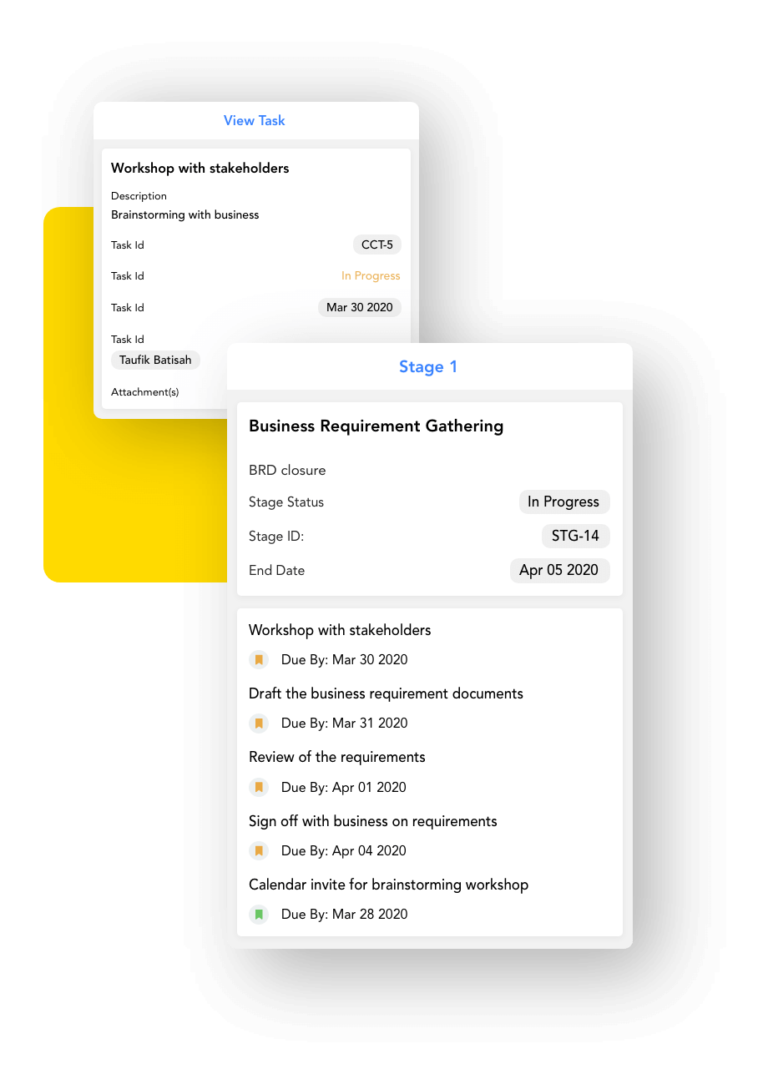 View Task
Workshop with stakeholders
Description
Brainstorming with business
Task Id CCT-5
Task Id In Progress
Task Id Mar 30 2020
Task Id
Taufik Batisah
Attachment(s)
Stage 1
Business Requirement Gathering
BRD closure
Stage Status In Progress
Stage ID: STG-14
End Date Apr 05 2020
Workshop with stakeholders
Due By: Mar 30 2020
Draft the business requirement documents
Due By: Mar 31 2020
Review of the requirements
Due By: Apr 01 2020
Sign off with business on requirements
Due By: Apr 04 2020
Calendar invite for brainstorming workshop
Due By: Mar 28 2020